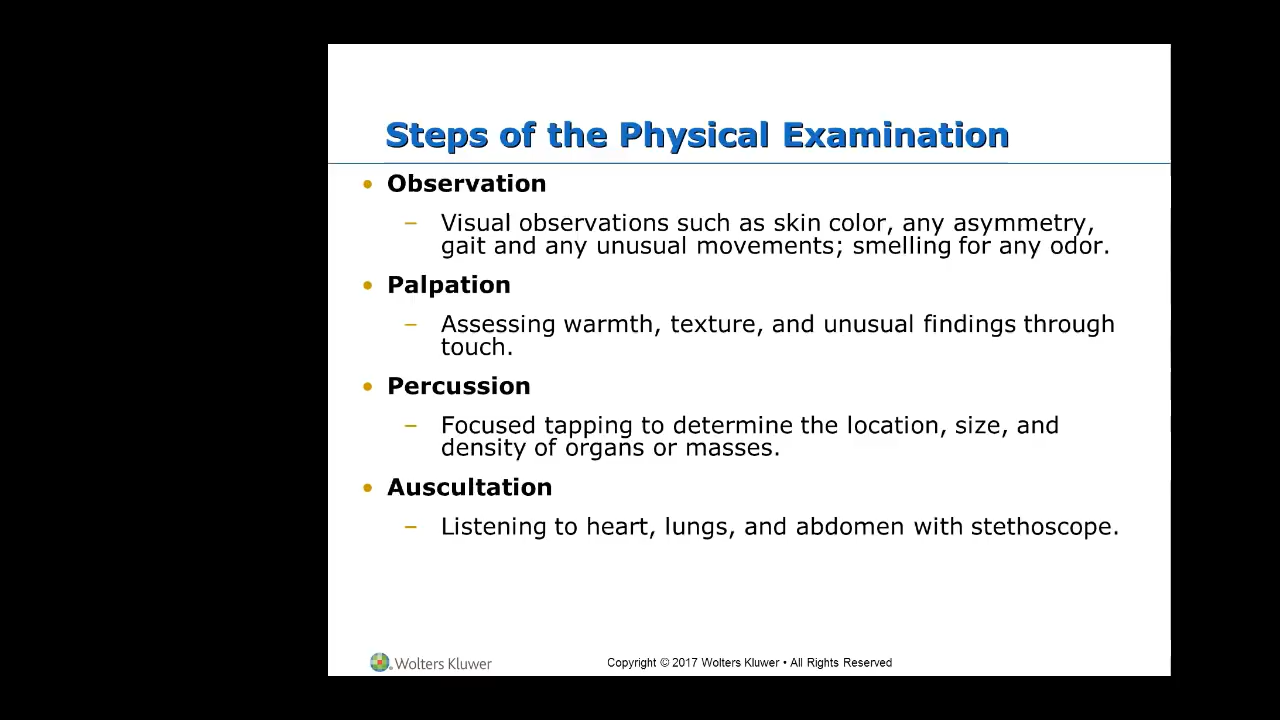 Steps of the Physical Examination
• Observation
– Visual observations such as skin color, any asymmetry,
gait and any unusual movements; smelling for any odor.
• Palpation
– Assessing warmth, texture, and unusual findings through
touch.
• Percussion
– Focused tapping to determine the location, size, and
density of organs or masses.
• Auscultation
– Listening to heart, lungs, and abdomen with stethoscope.
Wolters Kluwer
Copyright © 2017 Wolters Kluwer • All Rights Reserved